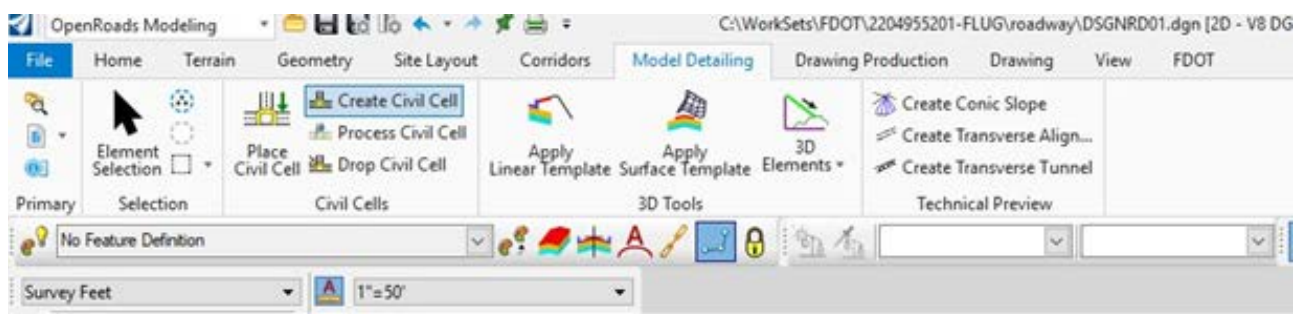 OpenRoads Modeling C:\WorkSets\FDOT\2204955201-FLUG\roadway\DSGNRD01.dgn [2D - V8 DG
File Home Terrain Geometry Site Layout Corridors Model Detailing Drawing Production Drawing View FDOT
Create Civil Cell Create Conic Slope
Process Civil Cell Create Transverse Align...
Element Selection Place Civil Cell Drop Civil Cell Apply Linear Template Apply Surface Template 3D Elements Create Transverse Tunnel
Primary Selection Civil Cells 3D Tools Technical Preview
No Feature Definition
Survey Feet A 1"=50'